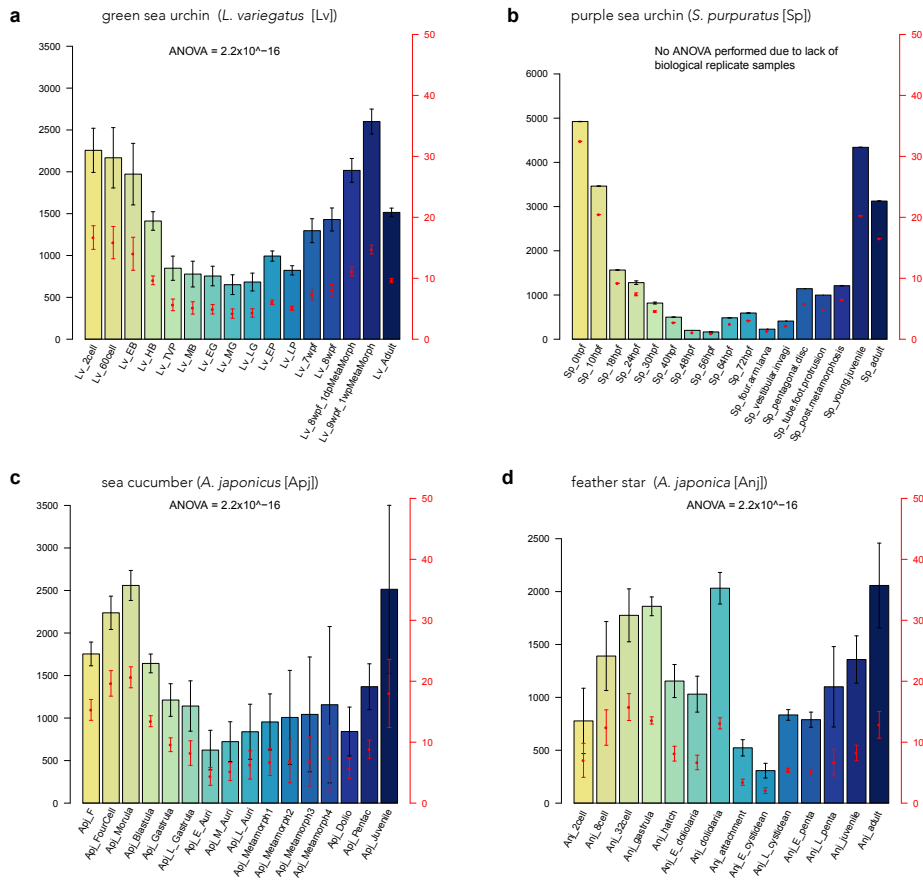 a green sea urchin (L. variegatus [Lv])
ANOVA = 2.2x10^−16
3500
3000
2500
2000
1500
1000
500
0
50
40
30
20
10
0
Lv_2cell
Lv_60cell
Lv_EB
Lv_HB
Lv_TVP
Lv_MB
Lv_EG
Lv_MG
Lv_LG
Lv_EP
Lv_LP
Lv_7wpf
Lv_8wpf
Lv_8wpf_1dpMetaMorph
Lv_9wpf_1wpMetaMorph
Lv_Adult
b purple sea urchin (S. purpuratus [Sp])
No ANOVA performed due to lack of
biological replicate samples
6000
5000
4000
3000
2000
1000
0
50
40
30
20
10
0
Sp_0hpf
Sp_10hpf
Sp_18hpf
Sp_24hpf
Sp_30hpf
Sp_40hpf
Sp_48hpf
Sp_56hpf
Sp_64hpf
Sp_72hpf
Sp_four.arm.larva
Sp_vestibular.invagi
Sp_pentagonal.disc
Sp_tube.foot.protrusion
Sp_post.metamorphosis
Sp_young.juvenile
Sp_adult
c sea cucumber (A. japonicus [Apj])
ANOVA = 2.2x10^−16
3500
3000
2500
2000
1500
1000
500
0
50
40
30
20
10
0
Apj_F
Apj_FourCell
Apj_Morula
Apj_Blastula
Apj_Gastrula
Apj_L_Gastrula
Apj_E_Auri
Apj_M_Auri
Apj_L_Auri
Apj_Metamorph1
Apj_Metamorph2
Apj_Metamorph3
Apj_Metamorph4
Apj_Dolio
Apj_Pentac
Apj_Juvenile
d feather star (A. japonica [Anj])
ANOVA = 2.2x10^−16
2500
2000
1500
1000
500
0
50
40
30
20
10
0
Anj_2cell
Anj_8cell
Anj_32cell
Anj_gastrula
Anj_hatch
Anj_E_doliolaria
Anj_dolidaria
Anj_attachment
Anj_E_cystidean
Anj_L_cystidean
Anj_E_penta
Anj_L_penta
Anj_juvenile
Anj_adult